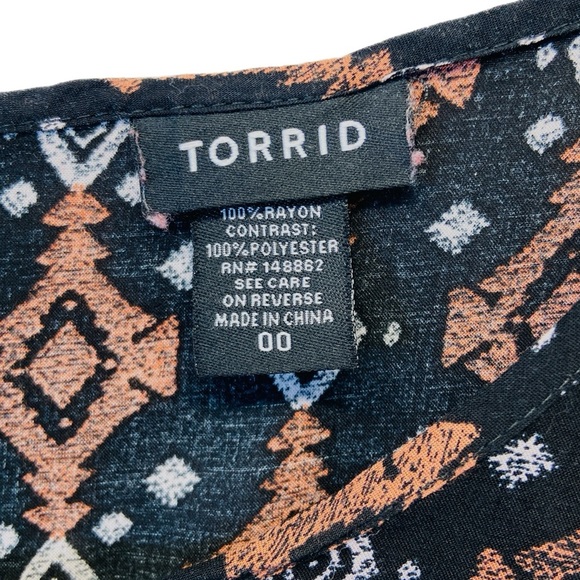 TORRID
100%RAYON
CONTRAST:
100%POLYESTER
RN# 148862
SEE CARE
ON REVERSE
MADE IN CHINA
00